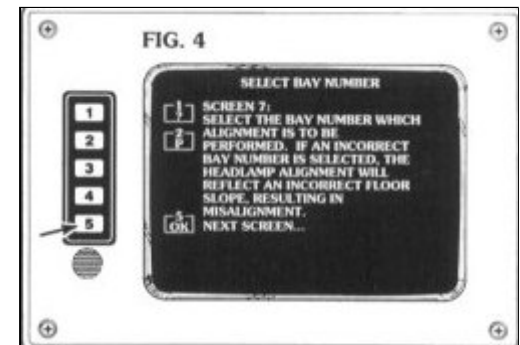 FIG. 4
SELECT BAY NUMBER
SCREEN 7:
SELECT THE BAY NUMBER WHICH
ALIGNMENT IS TO BE
PERFORMED. IF AN INCORRECT
BAY NUMBER IS SELECTED, THE
HEADLAMP ALIGNMENT WILL
REFLECT AN INCORRECT FLOOR
SLOPE, RESULTING IN
MISALIGNMENT.
5
OK NEXT SCREEN...
1
2
3
4
5